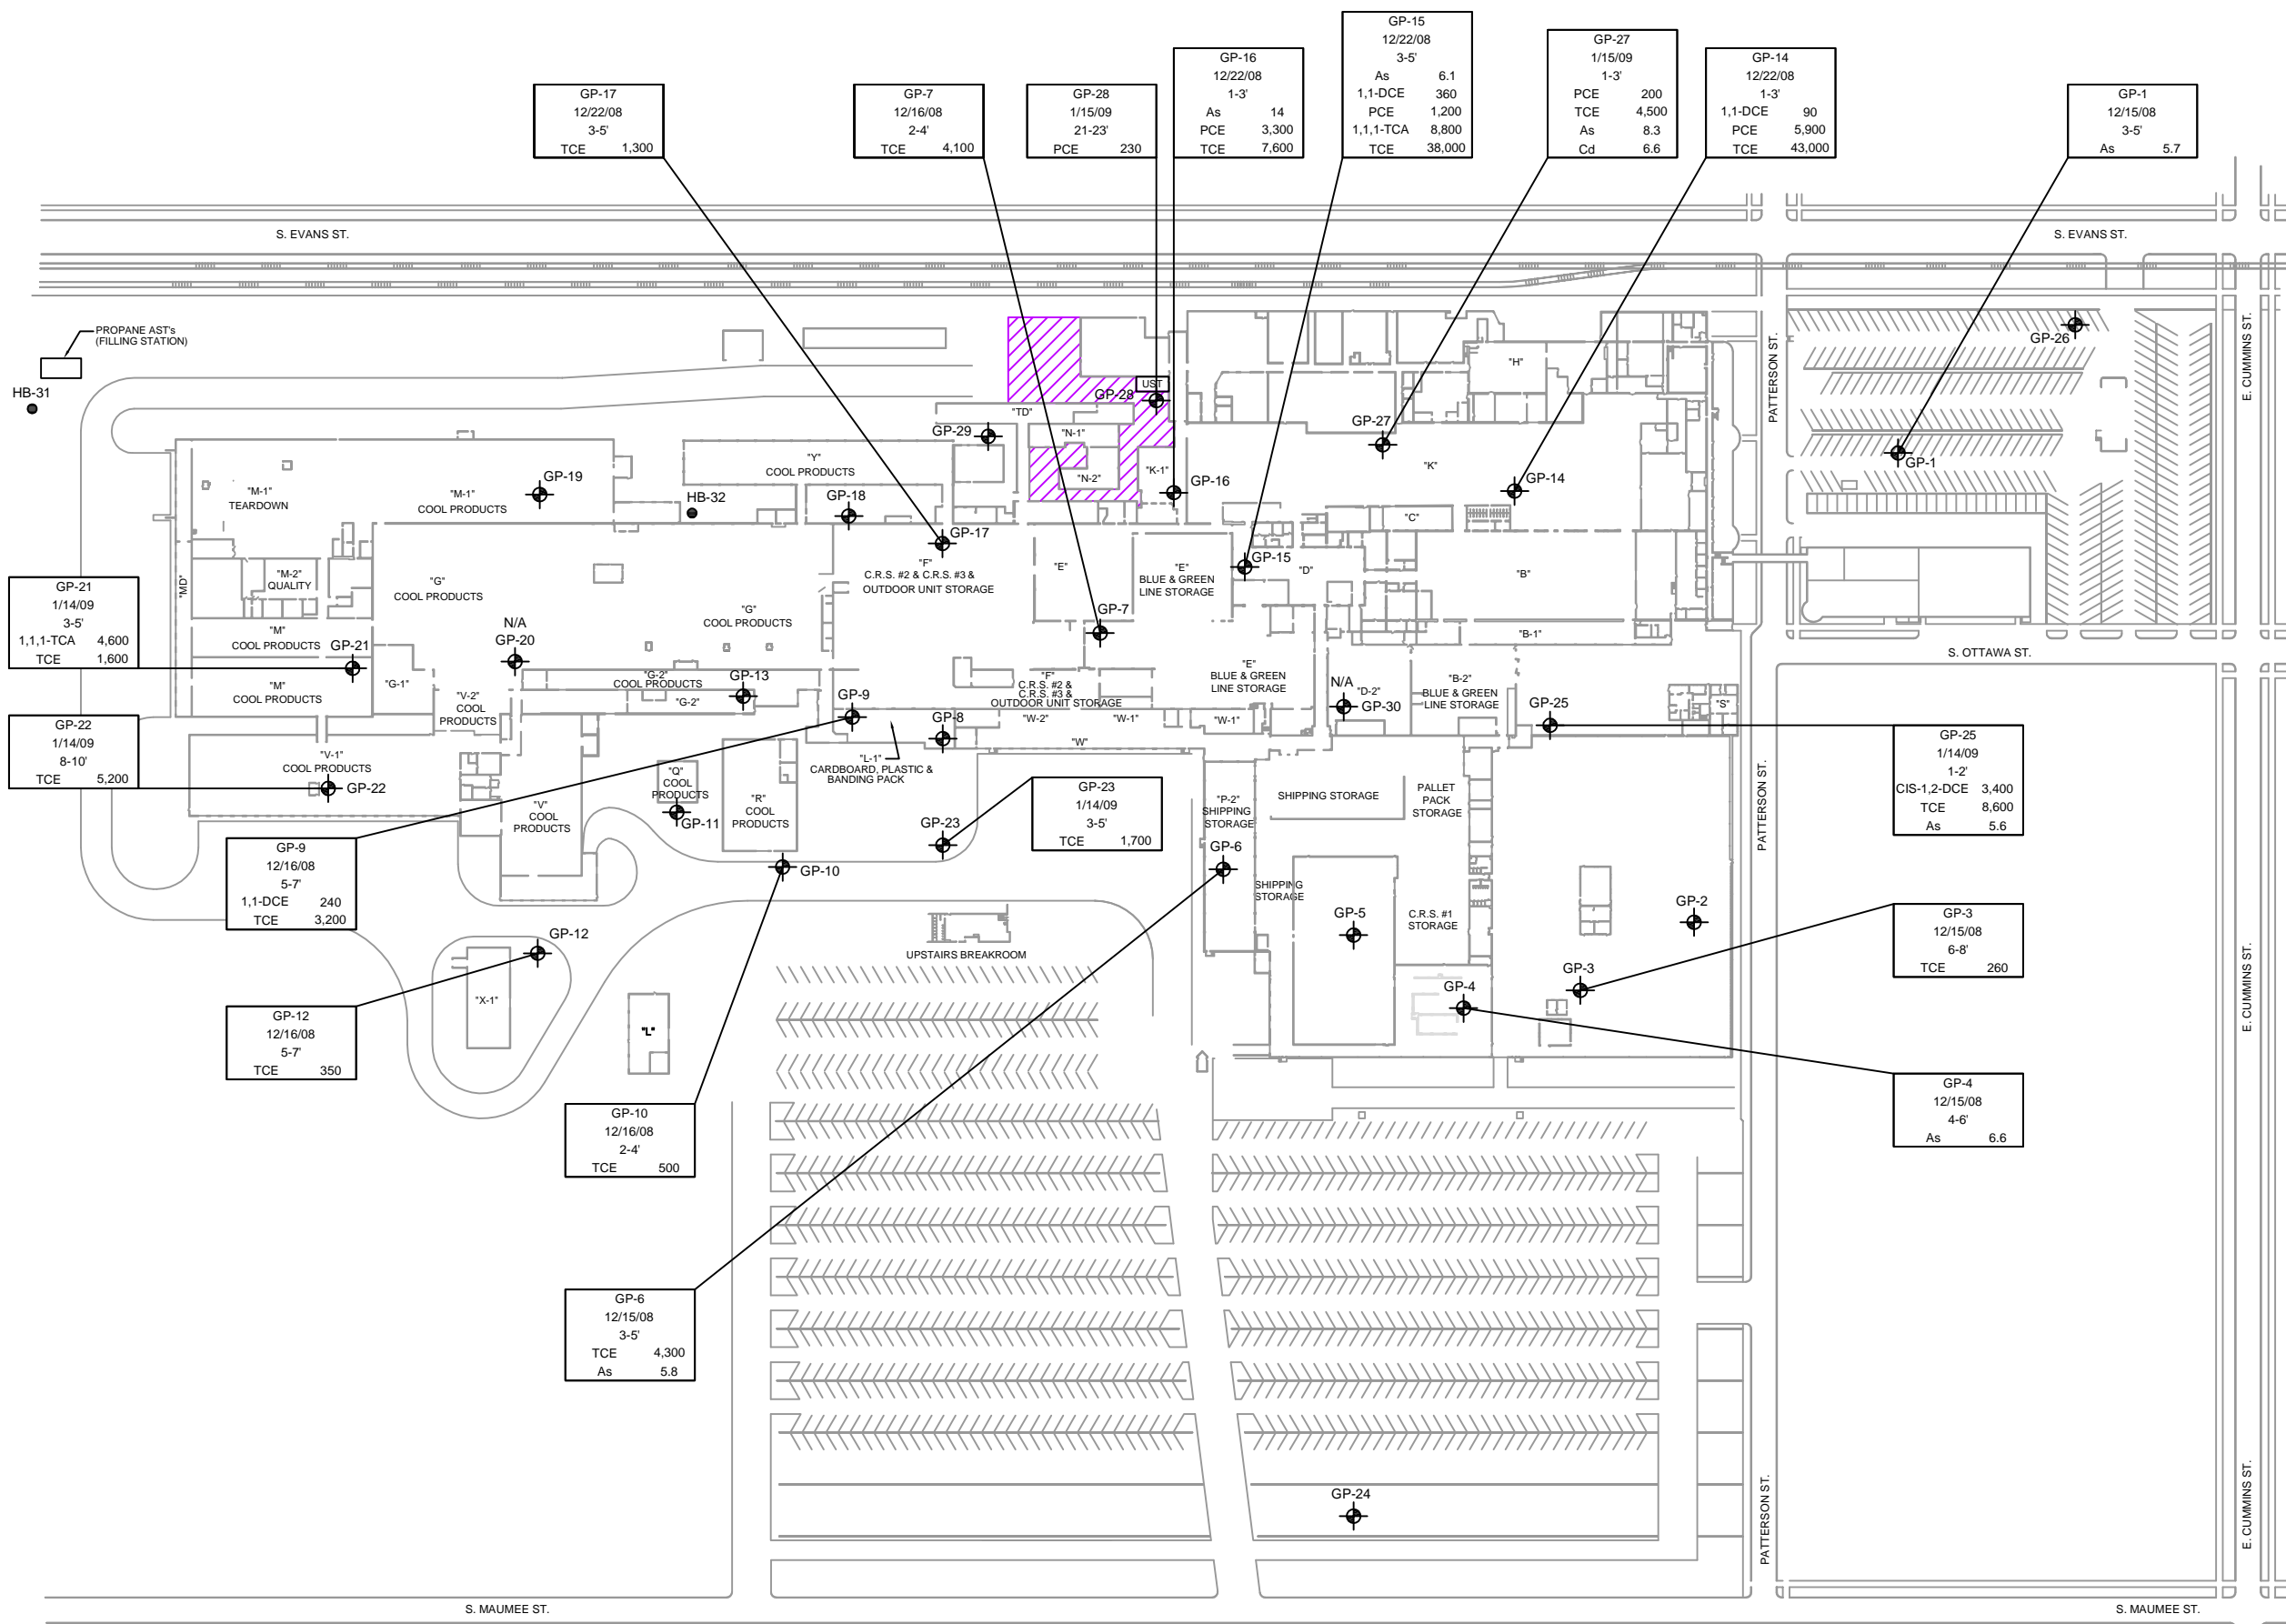 GP-15
12/22/08
3-5'
As 6.1
1,1-DCE 360
PCE 1,200
1,1,1-TCA 8,800
TCE 38,000
GP-27
1/15/09
1-3'
PCE 200
TCE 4,500
As 8.3
Cd 6.6
GP-16
12/22/08
1-3'
As 14
PCE 3,300
TCE 7,600
GP-14
12/22/08
1-3'
1,1-DCE 90
PCE 5,900
TCE 43,000
GP-17
12/22/08
3-5'
TCE 1,300
GP-7
12/16/08
2-4'
TCE 4,100
GP-28
1/15/09
21-23'
PCE 230
GP-1
12/15/08
3-5'
As 5.7
S. EVANS ST.
S. EVANS ST.
PROPANE AST's
(FILLING STATION)
HB-31
GP-26
PATTERSON ST.
E. CUMMINS ST.
UST
GP-28
"H"
"TD"
GP-29
"N-1"
GP-27
"K"
"Y"
COOL PRODUCTS
"K-1"
"N-2"
GP-16
GP-14
GP-1
"M-1"
TEARDOWN
"M-1"
COOL PRODUCTS
GP-19
HB-32
GP-18
GP-17
"C"
GP-15
"D"
"E"
"E"
BLUE & GREEN
LINE STORAGE
"F"
C.R.S. #2 & C.R.S. #3 &
OUTDOOR UNIT STORAGE
"B"
"MD"
"M-2"
QUALITY
"G"
COOL PRODUCTS
"G"
COOL PRODUCTS
GP-7
GP-21
1/14/09
3-5'
1,1,1-TCA 4,600
TCE 1,600
"M"
COOL PRODUCTS
GP-21
N/A
GP-20
"B-1"
S. OTTAWA ST.
"M"
COOL PRODUCTS
"G-1"
"V-2"
COOL
PRODUCTS
"G-2"
COOL PRODUCTS
"G-2"
GP-13
GP-9
"F"
C.R.S. #2 &
C.R.S. #3 &
OUTDOOR UNIT STORAGE
"E"
BLUE & GREEN
LINE STORAGE
N/A
GP-30
"D-2"
"B-2"
BLUE & GREEN
LINE STORAGE
GP-25
"S"
GP-8
"W-2"
"W-1"
"W-1"
"W"
GP-22
1/14/09
8-10'
TCE 5,200
"V-1"
COOL PRODUCTS
GP-22
"L-1"
CARDBOARD, PLASTIC &
BANDING PACK
GP-25
1/14/09
1-2'
CIS-1,2-DCE 3,400
TCE 8,600
As 5.6
"Q"
COOL
PRODUCTS
GP-11
"R"
COOL
PRODUCTS
"V"
COOL
PRODUCTS
GP-23
GP-23
1/14/09
3-5'
TCE 1,700
"P-2"
SHIPPING
STORAGE
SHIPPING STORAGE
PALLET
PACK
STORAGE
PATTERSON ST.
GP-9
12/16/08
5-7'
1,1-DCE 240
TCE 3,200
GP-10
GP-6
SHIPPING
STORAGE
GP-5
C.R.S. #1
STORAGE
GP-2
GP-3
12/15/08
6-8'
TCE 260
GP-12
UPSTAIRS BREAKROOM
GP-3
GP-4
E. CUMMINS ST.
"X-1"
"L"
GP-12
12/16/08
5-7'
TCE 350
GP-10
12/16/08
2-4'
TCE 500
GP-4
12/15/08
4-6'
As 6.6
GP-6
12/15/08
3-5'
TCE 4,300
As 5.8
GP-24
PATTERSON ST.
E. CUMMINS ST.
S. MAUMEE ST.
S. MAUMEE ST.